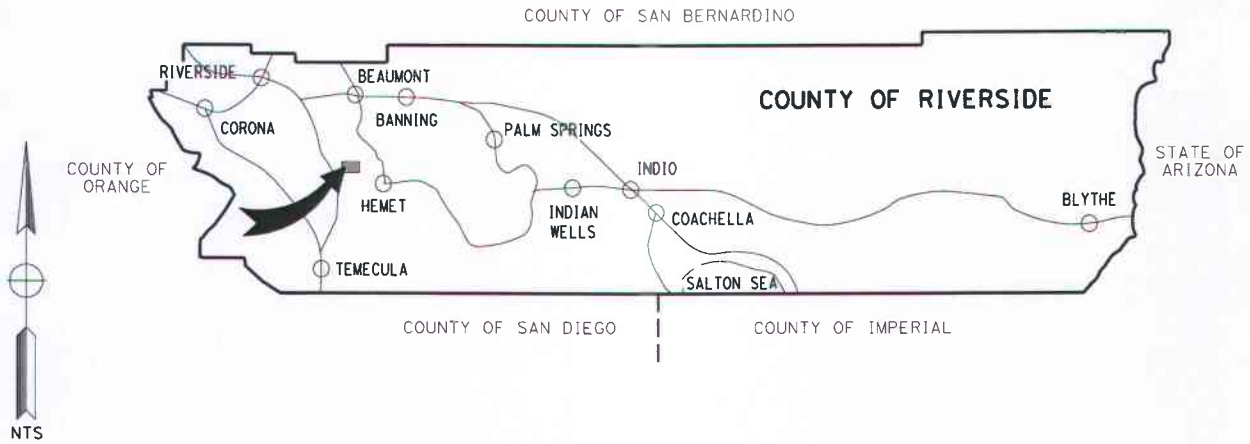 COUNTY OF SAN BERNARDINO
RIVERSIDE
BEAUMONT
COUNTY OF RIVERSIDE
CORONA
BANNING
PALM SPRINGS
COUNTY OF
ORANGE
STATE OF
ARIZONA
INDIO
HEMET
INDIAN
WELLS
COACHELLA
BLYTHE
TEMECULA
SALTON SEA
COUNTY OF SAN DIEGO
COUNTY OF IMPERIAL
NTS